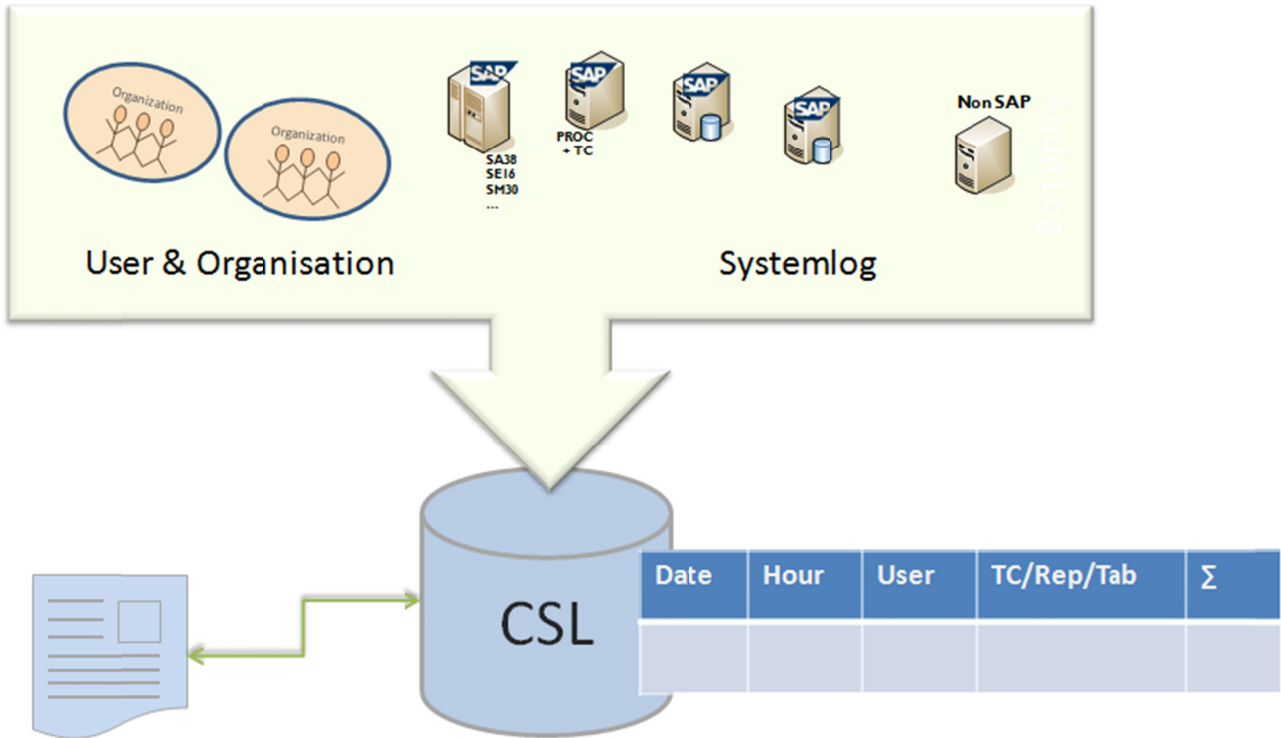 Organization
Organization
SAP
SA38
SE16
SM30
...
SAP
PROC
+ TC
SAP
SAP
Non SAP
Audit Log
User & Organisation
Systemlog
CSL
Date Hour User TC/Rep/Tab Σ